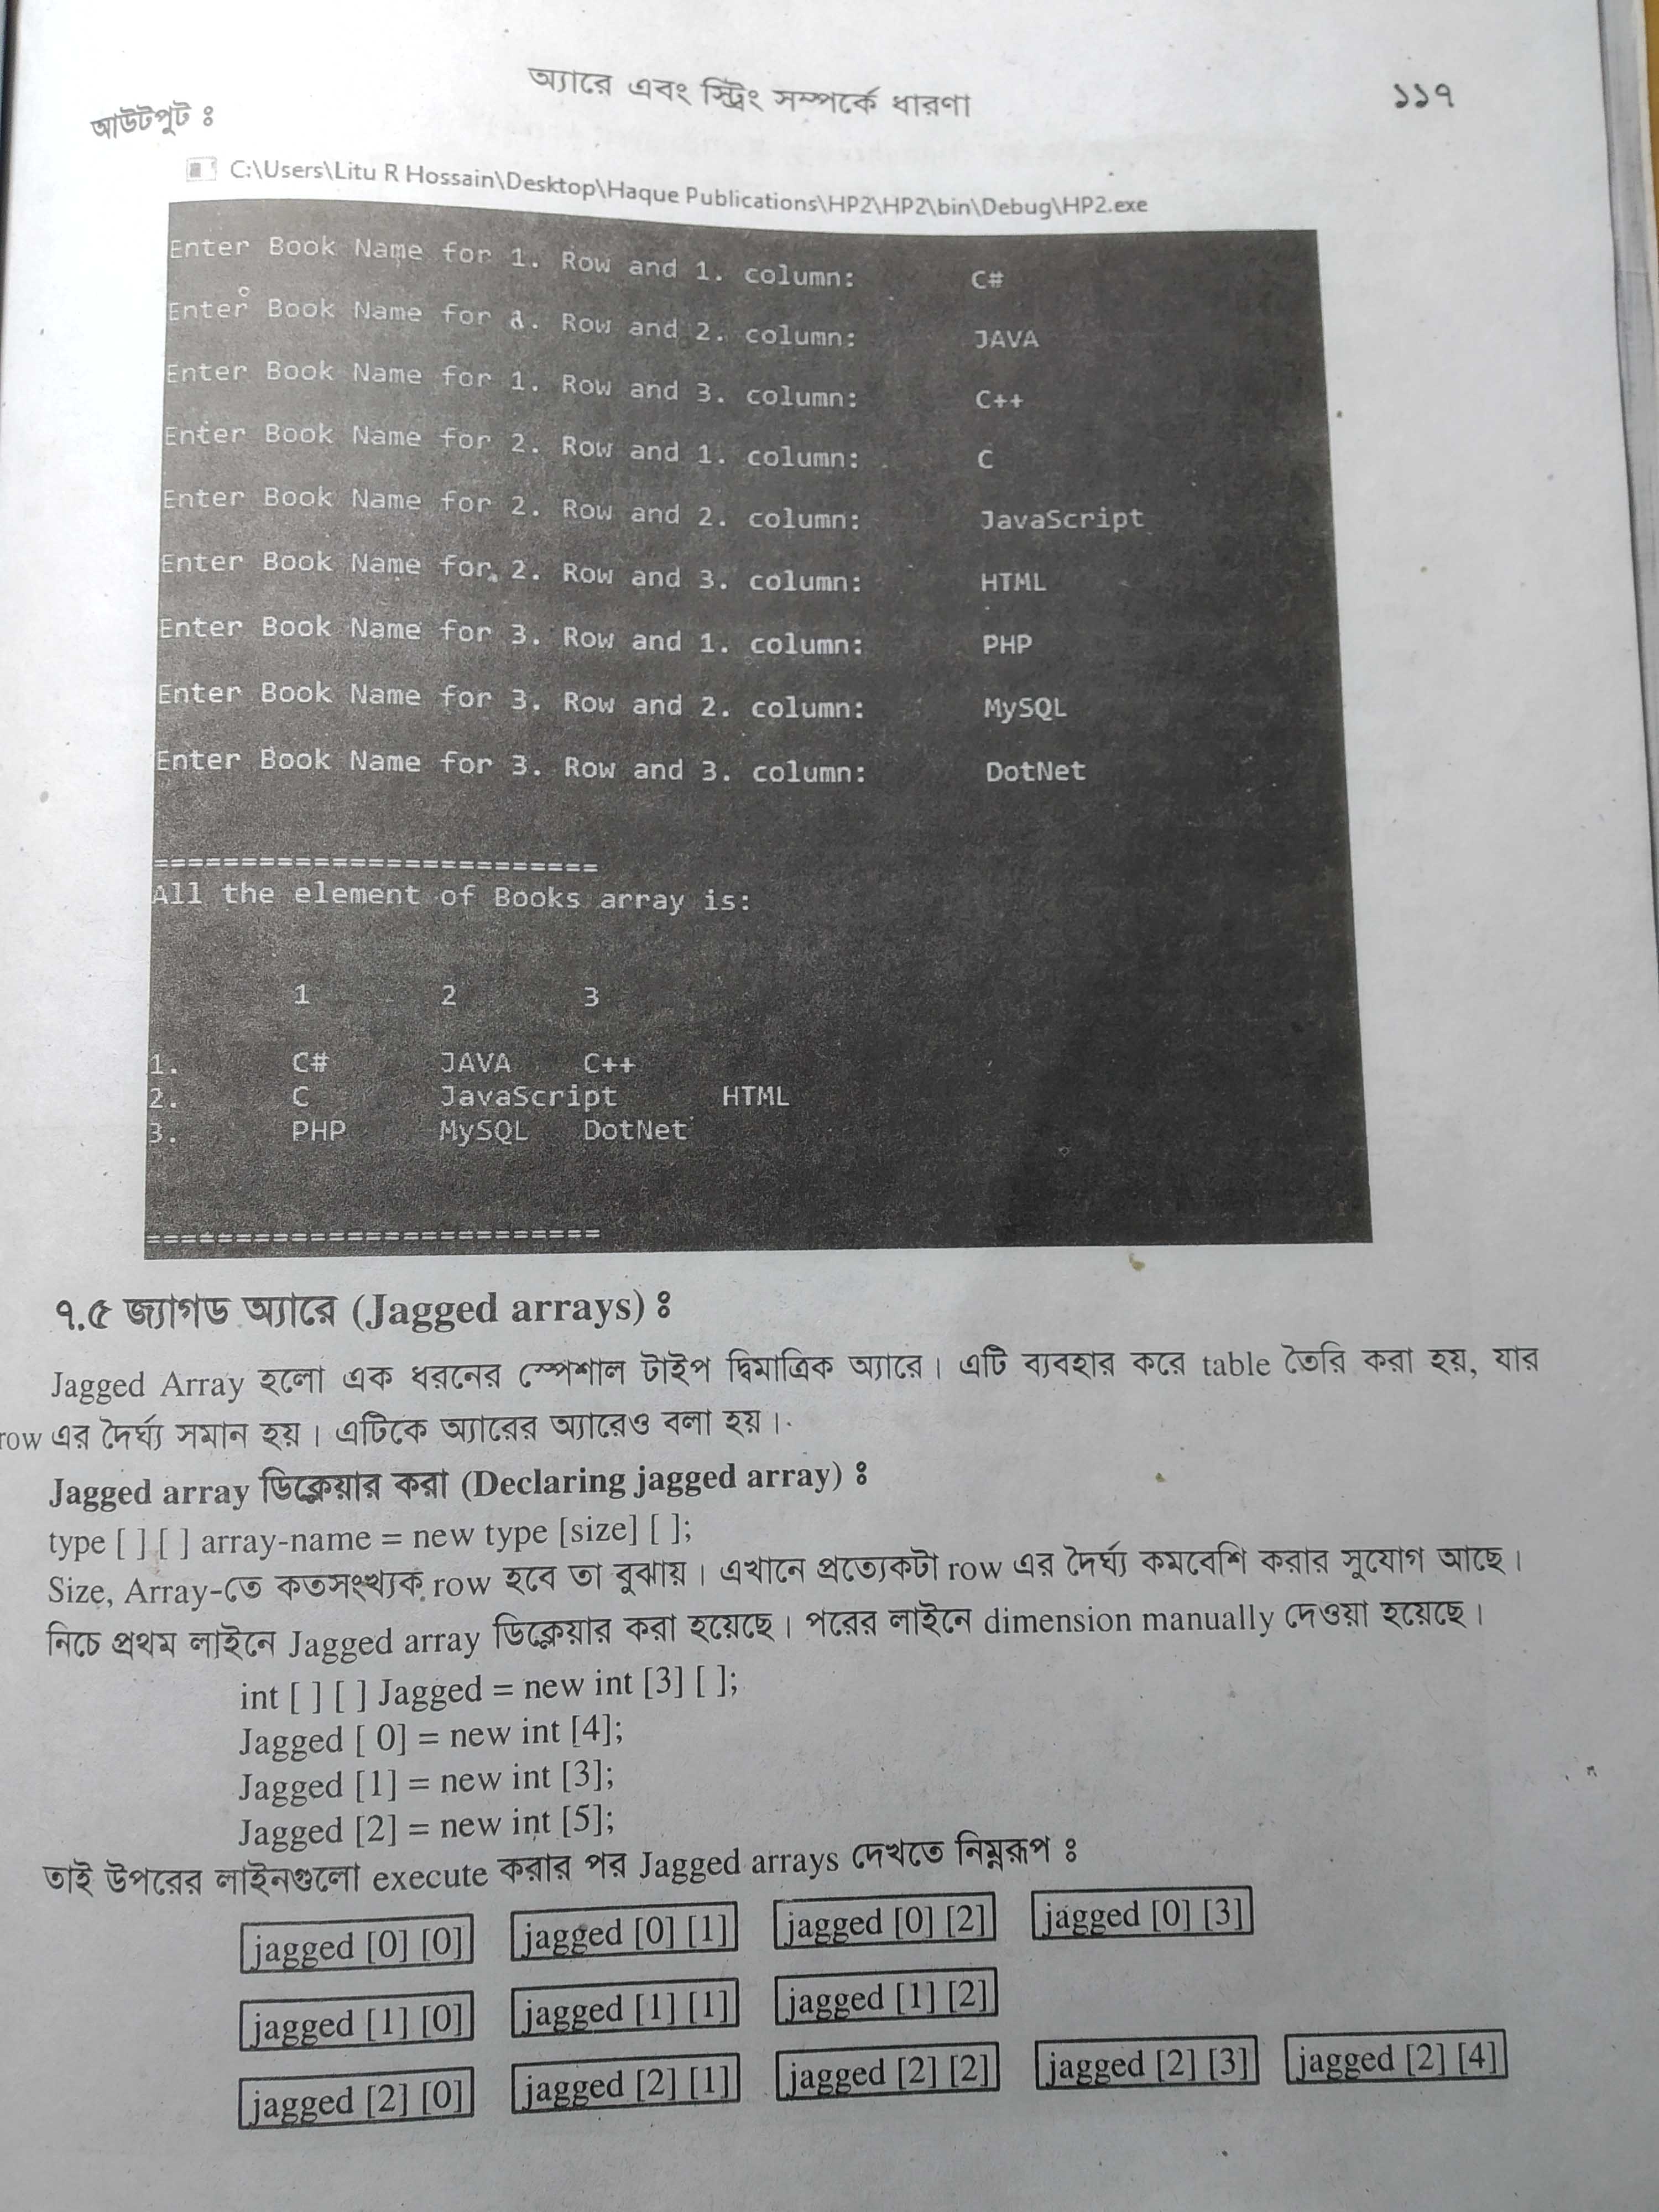 অ্যারে এবং স্ট্রিং সম্পর্কে ধারণা ১১৭
আউটপুট ঃ
C:\Users\Litu R Hossain\Desktop\Haque Publications\HP2\HP2\bin\Debug\HP2.exe
Enter Book Name for 1. Row and 1. column: C#
Enter Book Name for 1. Row and 2. column: JAVA
Enter Book Name for 1. Row and 3. column: C++
Enter Book Name for 2. Row and 1. column: C
Enter Book Name for 2. Row and 2. column: JavaScript
Enter Book Name for 2. Row and 3. column: HTML
Enter Book Name for 3. Row and 1. column: PHP
Enter Book Name for 3. Row and 2. column: MySQL
Enter Book Name for 3. Row and 3. column: DotNet
==========================
All the element of Books array is:
1 2 3
1. C# JAVA C++
2. C JavaScript HTML
3. PHP MySQL DotNet
==========================
৭.৫ জ্যাগড অ্যারে (Jagged arrays) ঃ
Jagged Array হলো এক ধরনের স্পেশাল টাইপ দ্বিমাত্রিক অ্যারে। এটি ব্যবহার করে table তৈরি করা হয়, যার
row এর দৈর্ঘ্য সমান হয়। এটিকে অ্যারের অ্যারেও বলা হয়।
Jagged array ডিক্লেয়ার করা (Declaring jagged array) ঃ
type [ ] [ ] array-name = new type [size] [ ];
Size, Array-তে কতসংখ্যক row হবে তা বুঝায়। এখানে প্রত্যেকটা row এর দৈর্ঘ্য কমবেশি করার সুযোগ আছে।
নিচে প্রথম লাইনে Jagged array ডিক্লেয়ার করা হয়েছে। পরের লাইনে dimension manually দেওয়া হয়েছে।
int [ ] [ ] Jagged = new int [3] [ ];
Jagged [ 0] = new int [4];
Jagged [1] = new int [3];
Jagged [2] = new int [5];
তাই উপরের লাইনগুলো execute করার পর Jagged arrays দেখতে নিম্নরূপ ঃ
jagged [0] [0] jagged [0] [1] jagged [0] [2] jagged [0] [3]
jagged [1] [0] jagged [1] [1] jagged [1] [2]
jagged [2] [0] jagged [2] [1] jagged [2] [2] jagged [2] [3] jagged [2] [4]